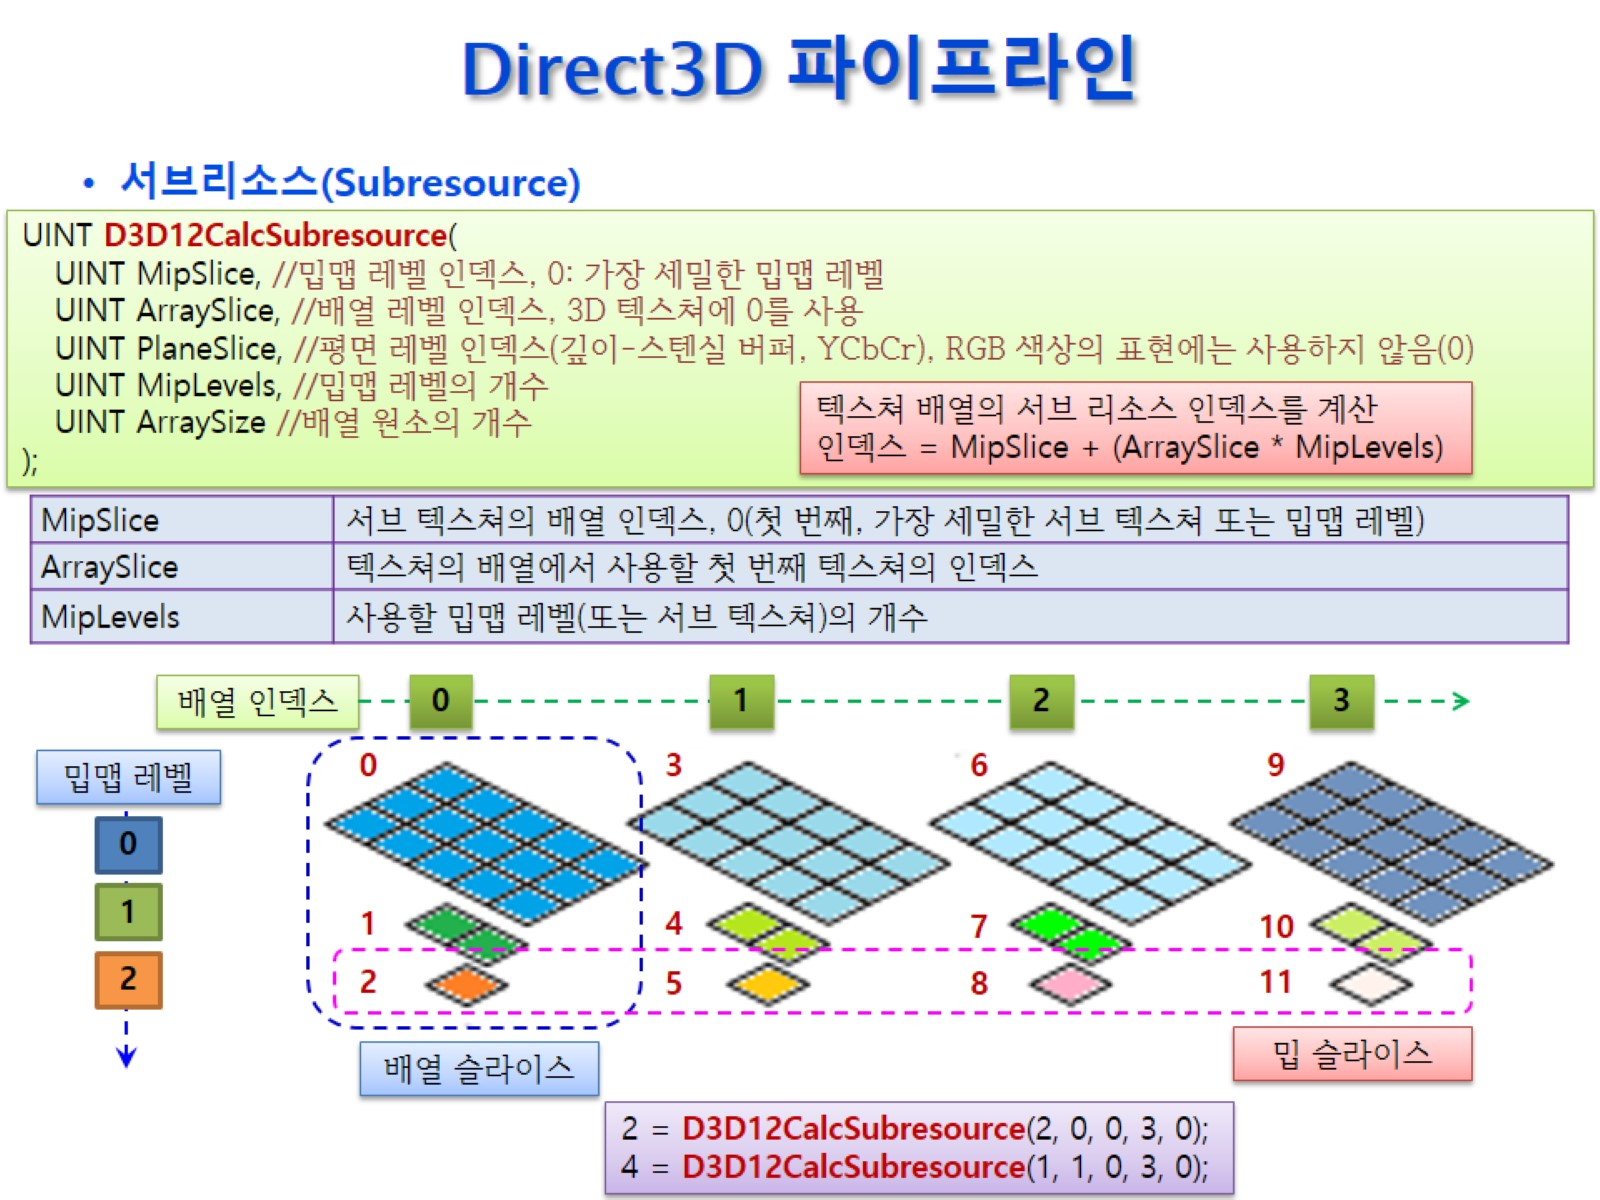 Direct3D 파이프라인
• 서브리소스(Subresource)
UINT D3D12CalcSubresource(
UINT MipSlice, //밉맵 레벨 인덱스, 0: 가장 세밀한 밉맵 레벨
UINT ArraySlice, //배열 레벨 인덱스, 3D 텍스쳐에 0를 사용
UINT PlaneSlice, //평면 레벨 인덱스(깊이-스텐실 버퍼, YCbCr), RGB 색상의 표현에는 사용하지 않음(0)
UINT MipLevels, //밉맵 레벨의 개수
UINT ArraySize //배열 원소의 개수
);
텍스쳐 배열의 서브 리소스 인덱스를 계산
인덱스 = MipSlice + (ArraySlice * MipLevels)
MipSlice 서브 텍스쳐의 배열 인덱스, 0(첫 번째, 가장 세밀한 서브 텍스쳐 또는 밉맵 레벨)
ArraySlice 텍스쳐의 배열에서 사용할 첫 번째 텍스쳐의 인덱스
MipLevels 사용할 밉맵 레벨(또는 서브 텍스쳐)의 개수
배열 인덱스 0 1 2 3
밉맵 레벨
0
1
2
0 3 6 9
1 4 7 10
2 5 8 11
배열 슬라이스
밉 슬라이스
2 = D3D12CalcSubresource(2, 0, 0, 3, 0);
4 = D3D12CalcSubresource(1, 1, 0, 3, 0);